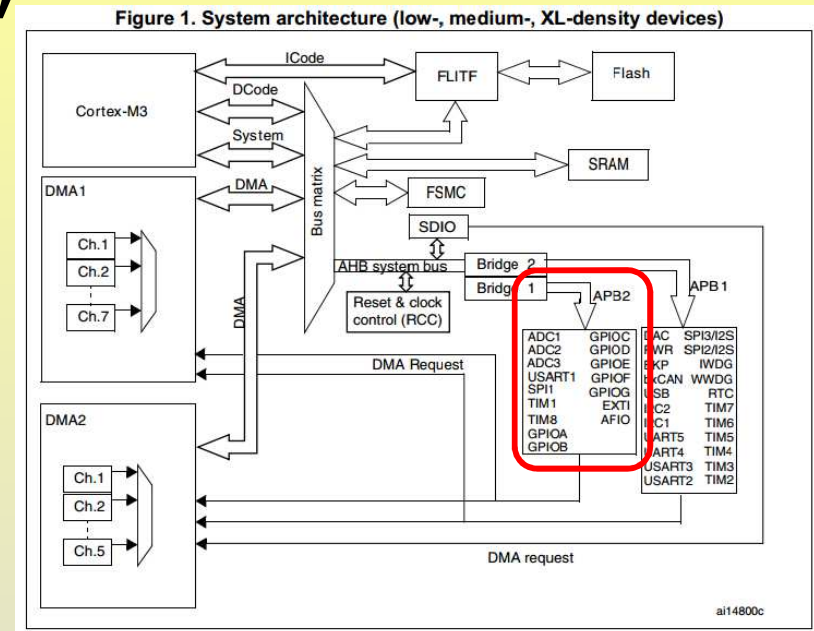 Figure 1. System architecture (low-, medium-, XL-density devices)
ICode
FLITF
Flash
DCode
Cortex-M3
System
Bus matrix
SRAM
DMA1
DMA
FSMC
Ch.1
Ch.2
Ch.7
SDIO
AHB system bus
Bridge 2
Bridge 1
APB2
APB1
DMA
Reset & clock
control (RCC)
ADC1 GPIOC
ADC2 GPIOD
ADC3 GPIOE
USART1 GPIOF
SPI1 GPIOG
TIM1 EXTI
TIM8 AFIO
GPIOA
GPIOB
SPI3/I2S
SPI2/I2S
IWDG
WWDG
USB RTC
TIM7
TIM6
TIM5
TIM4
USART3 TIM3
USART2 TIM2
DMA Request
DMA2
Ch.1
Ch.2
Ch.5
DMA request
ai14800c